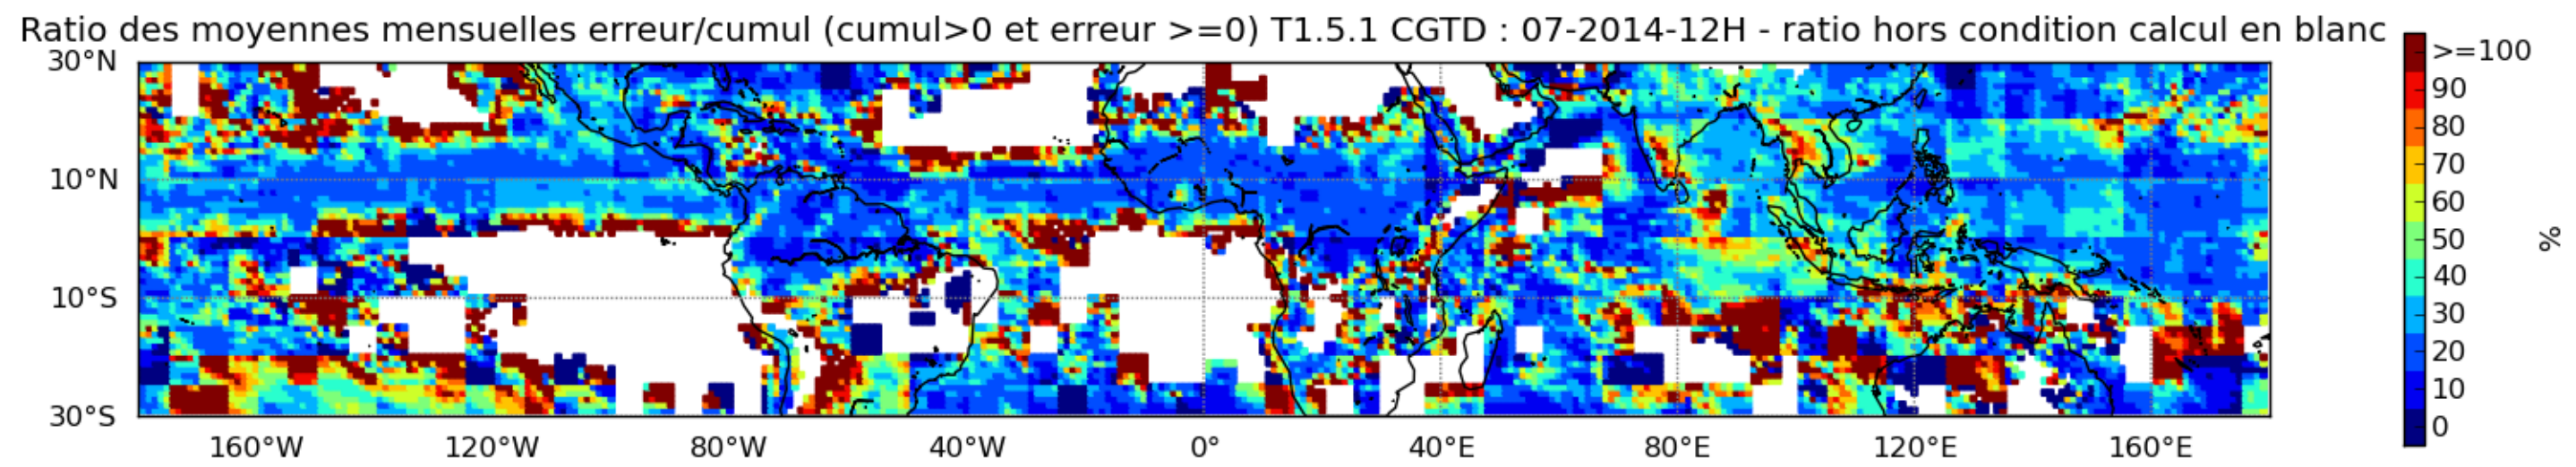 Ratio des moyennes mensuelles erreur/cumul (cumul>0 et erreur >=0) T1.5.1 CGTD : 07-2014-12H - ratio hors condition calcul en blanc
30°N
10°N
10°S
30°S
160°W 120°W 80°W 40°W 0° 40°E 80°E 120°E 160°E
>=100
90
80
70
60
50
40
30
20
10
0
%